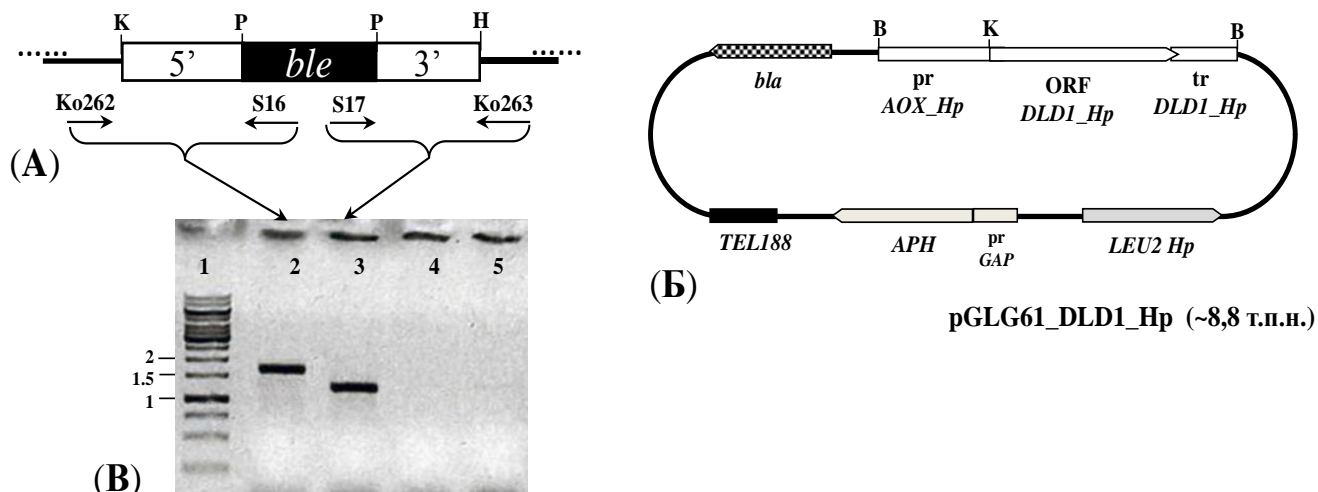 K P P H
5’ ble 3’
Ko262 S16 S17 Ko263
(А)
1 2 3 4 5
2
1.5
1
(В)
B K B
bla
pr ORF tr
AOX_Hp DLD1_Hp DLD1_Hp
TEL188 APH pr LEU2 Hp
GAP
(Б)
pGLG61_DLD1_Hp (~8,8 т.п.н.)